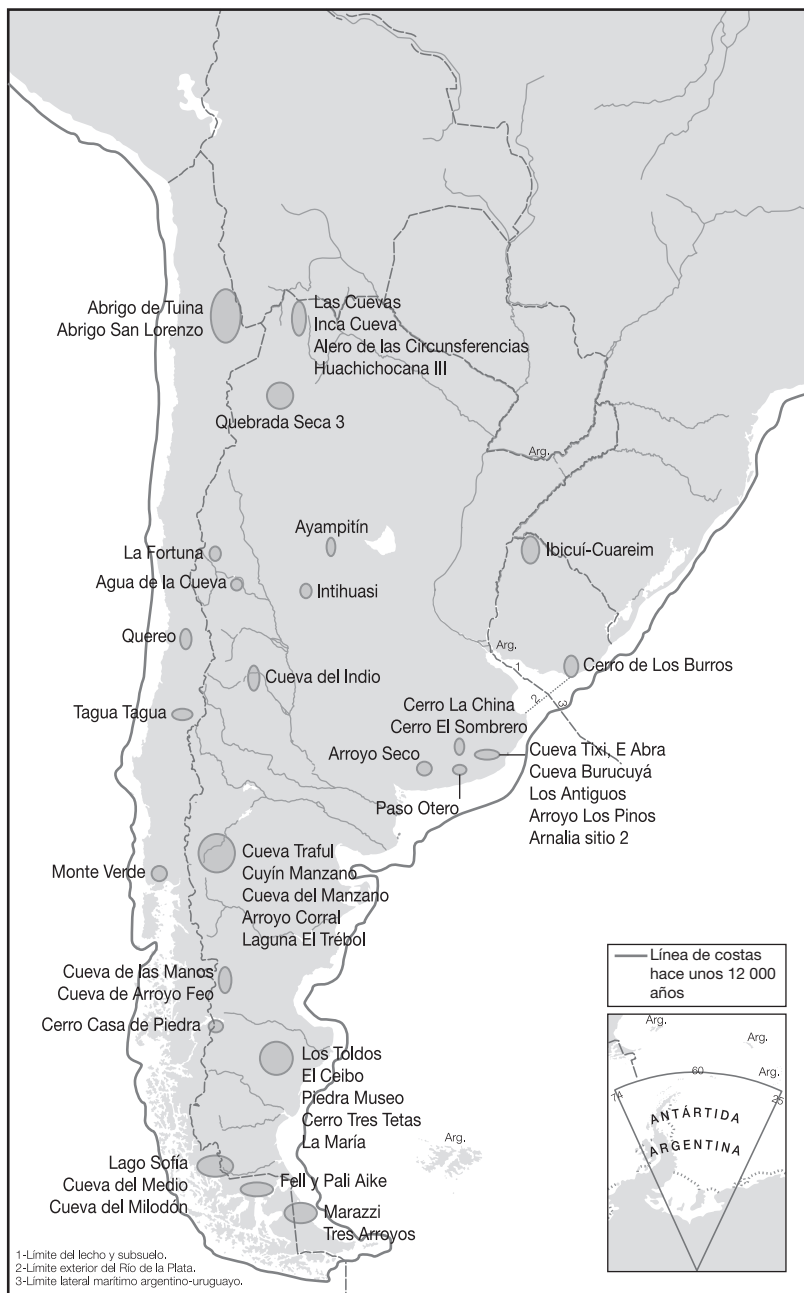 Abrigo de Tuina
Abrigo San Lorenzo
Las Cuevas
Inca Cueva
Alero de las Circunsferencias
Huachichocana III
Quebrada Seca 3
Arg.
Ayampitín
La Fortuna
Ibicuí-Cuareim
Agua de la Cueva
Intihuasi
Quereo
Arg.
1
Cerro de Los Burros
Cueva del Indio
2
3
Cerro La China
Cerro El Sombrero
Tagua Tagua
Arroyo Seco
Paso Otero
Cueva Tixi, E Abra
Cueva Burucuyá
Los Antiguos
Arroyo Los Pinos
Arnalia sitio 2
Monte Verde
Cueva Traful
Cuyín Manzano
Cueva del Manzano
Arroyo Corral
Laguna El Trébol
Cueva de las Manos
Cueva de Arroyo Feo
Cerro Casa de Piedra
Los Toldos
El Ceibo
Piedra Museo
Cerro Tres Tetas
La María
Arg.
Lago Sofía
Cueva del Medio
Cueva del Milodón
Fell y Pali Aike
Marazzi
Tres Arroyos
Línea de costas
hace unos 12 000
años
Arg.
Arg.
Arg.
74
60
25
ANTÁRTIDA
ARGENTINA
1-Límite del lecho y subsuelo.
2-Límite exterior del Río de la Plata.
3-Límite lateral marítimo argentino-uruguayo.